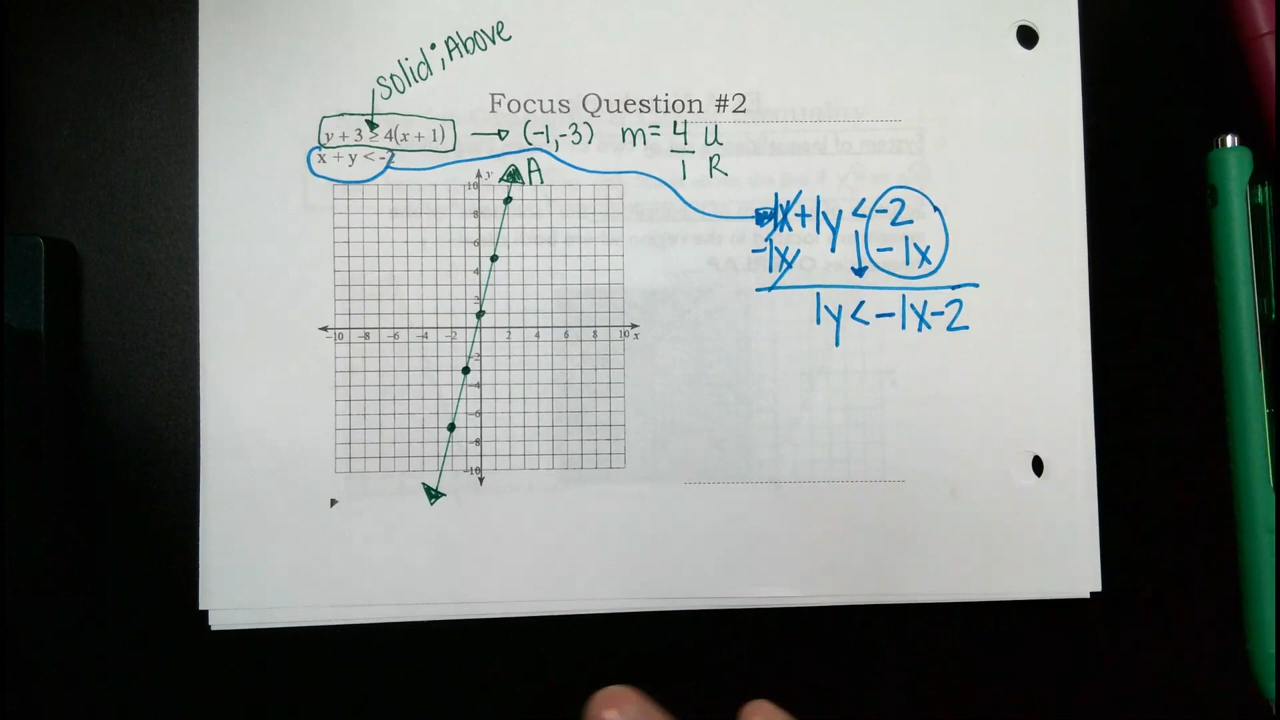 solid; Above
Focus Question #2
y + 3 ≥ 4(x + 1) → (-1,-3) m = 4/1 U/R
x + y < -2
A
y
10
8
6
4
2
-10 -8 -6 -4 -2 2 4 6 8 10 x
-2
-4
-6
-8
-10
1x + 1y < -2
-1x -1x
1y < -1x - 2